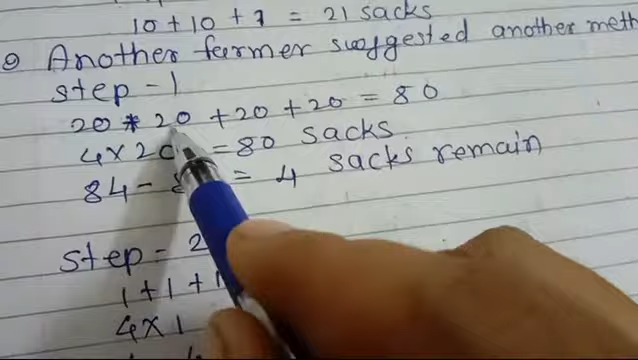 10 + 10 + 1 = 21 sacks
Another farmer suggested another meth
step - 1
20 + 20 + 20 + 20 = 80
4 × 20 = 80 sacks
84 - 8 = 4 sacks remain
step - 2
1 + 1 + 1
4 × 1